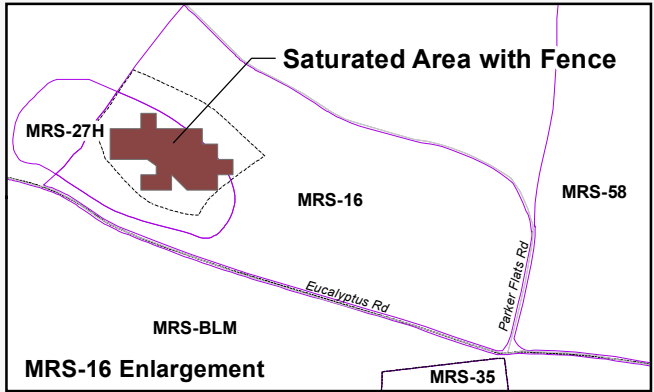 Saturated Area with Fence
MRS-27H
MRS-16
MRS-58
Eucalyptus Rd
Parker Flats Rd
MRS-BLM
MRS-16 Enlargement
MRS-35